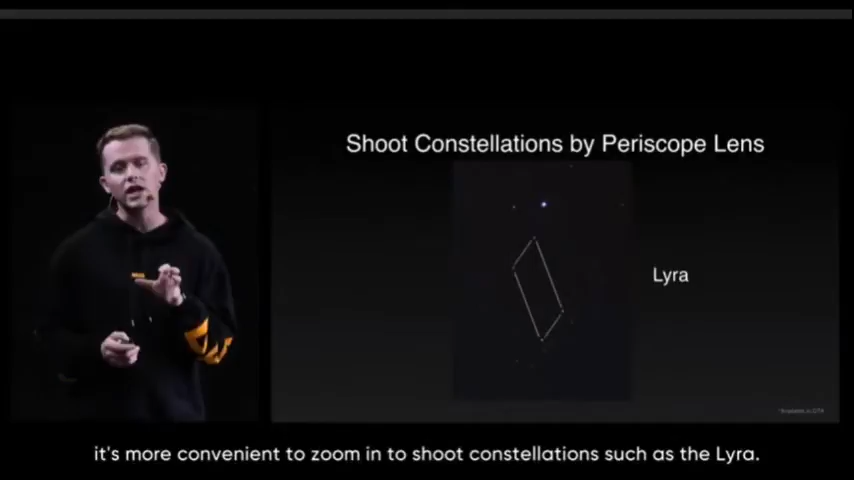 Shoot Constellations by Periscope Lens
Lyra
it's more convenient to zoom in to shoot constellations such as the Lyra.